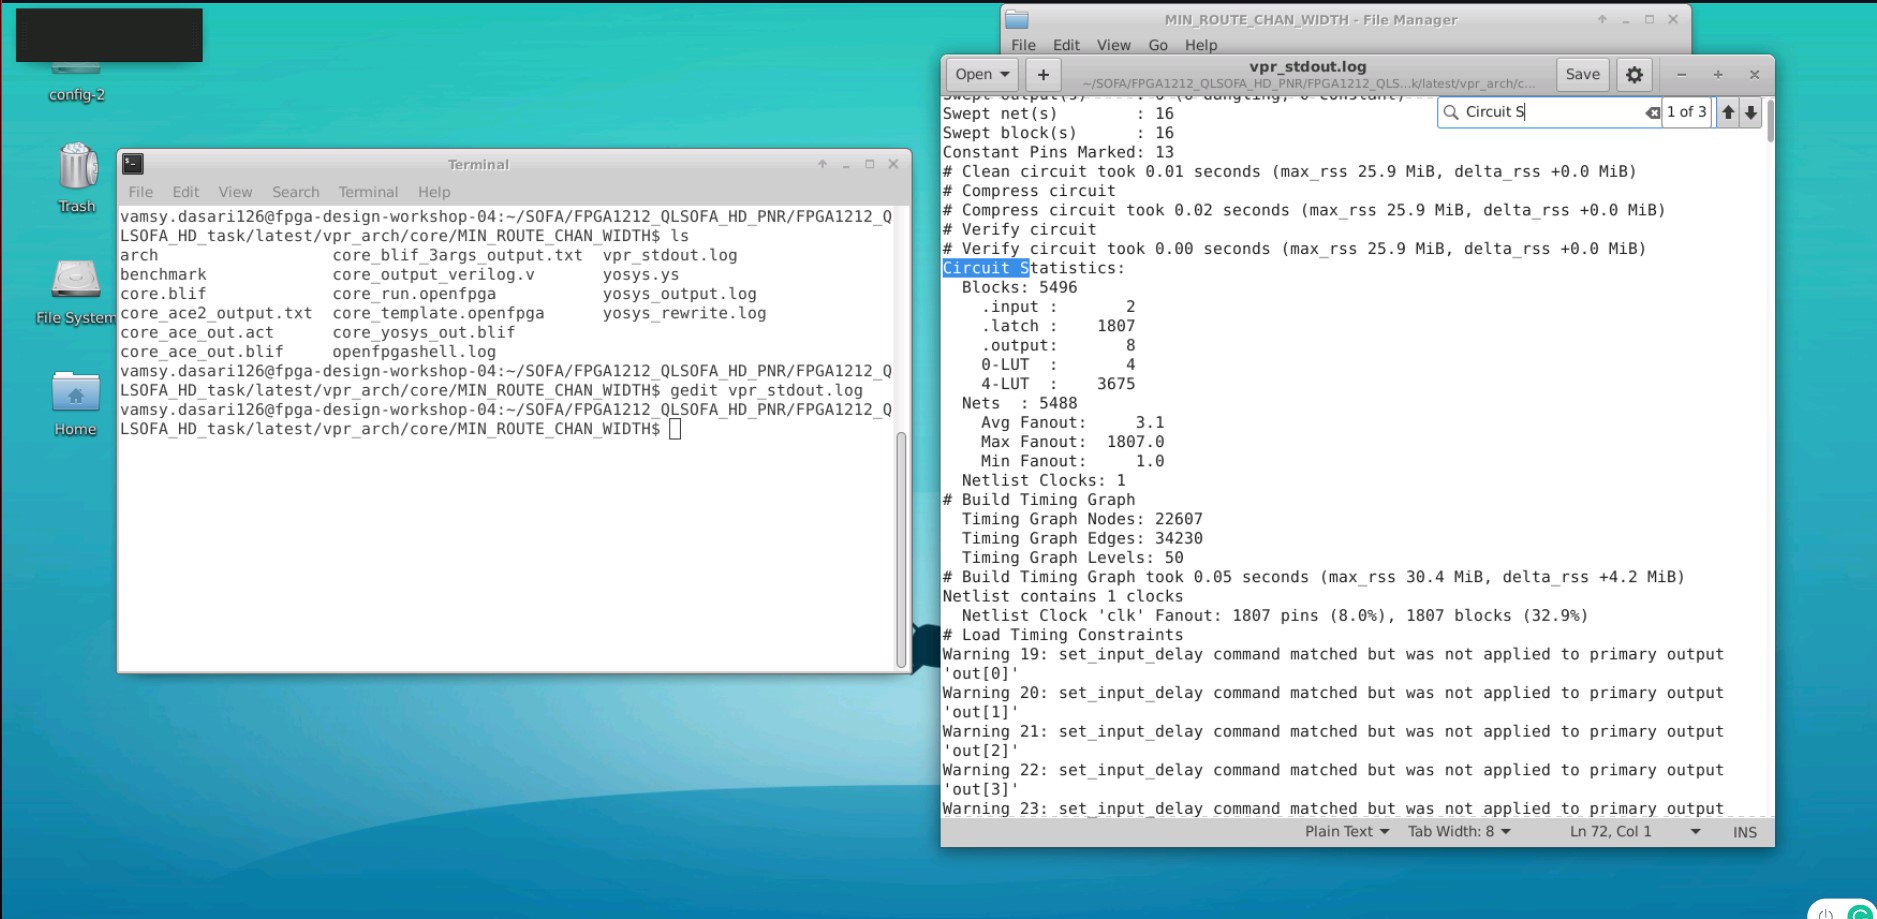 config-2
Trash
File System
Home
Terminal
File Edit View Search Terminal Help
vamsy.dasari126@fpga-design-workshop-04:~/SOFA/FPGA1212_QLSOFA_HD_PNR/FPGA1212_Q
LSOFA_HD_task/latest/vpr_arch/core/MIN_ROUTE_CHAN_WIDTH$ ls
arch core_blif_3args_output.txt vpr_stdout.log
benchmark core_output_verilog.v yosys.ys
core.blif core_run.openfpga yosys_output.log
core_ace2_output.txt core_template.openfpga yosys_rewrite.log
core_ace_out.act core_yosys_out.blif
core_ace_out.blif openfpgashell.log
vamsy.dasari126@fpga-design-workshop-04:~/SOFA/FPGA1212_QLSOFA_HD_PNR/FPGA1212_Q
LSOFA_HD_task/latest/vpr_arch/core/MIN_ROUTE_CHAN_WIDTH$ gedit vpr_stdout.log
vamsy.dasari126@fpga-design-workshop-04:~/SOFA/FPGA1212_QLSOFA_HD_PNR/FPGA1212_Q
LSOFA_HD_task/latest/vpr_arch/core/MIN_ROUTE_CHAN_WIDTH$
MIN_ROUTE_CHAN_WIDTH - File Manager
File Edit View Go Help
Open + vpr_stdout.log Save
~/SOFA/FPGA1212_QLSOFA_HD_PNR/FPGA1212_QLS...k/latest/vpr_arch/c...
Circuit S 1 of 3
Swept output(s) : 0 (0 dangling, 0 constant)
Swept net(s) : 16
Swept block(s) : 16
Constant Pins Marked: 13
# Clean circuit took 0.01 seconds (max_rss 25.9 MiB, delta_rss +0.0 MiB)
# Compress circuit
# Compress circuit took 0.02 seconds (max_rss 25.9 MiB, delta_rss +0.0 MiB)
# Verify circuit
# Verify circuit took 0.00 seconds (max_rss 25.9 MiB, delta_rss +0.0 MiB)
Circuit Statistics:
Blocks: 5496
.input : 2
.latch : 1807
.output: 8
0-LUT : 4
4-LUT : 3675
Nets : 5488
Avg Fanout: 3.1
Max Fanout: 1807.0
Min Fanout: 1.0
Netlist Clocks: 1
# Build Timing Graph
Timing Graph Nodes: 22607
Timing Graph Edges: 34230
Timing Graph Levels: 50
# Build Timing Graph took 0.05 seconds (max_rss 30.4 MiB, delta_rss +4.2 MiB)
Netlist contains 1 clocks
Netlist Clock 'clk' Fanout: 1807 pins (8.0%), 1807 blocks (32.9%)
# Load Timing Constraints
Warning 19: set_input_delay command matched but was not applied to primary output
'out[0]'
Warning 20: set_input_delay command matched but was not applied to primary output
'out[1]'
Warning 21: set_input_delay command matched but was not applied to primary output
'out[2]'
Warning 22: set_input_delay command matched but was not applied to primary output
'out[3]'
Warning 23: set_input_delay command matched but was not applied to primary output
Plain Text Tab Width: 8 Ln 72, Col 1 INS